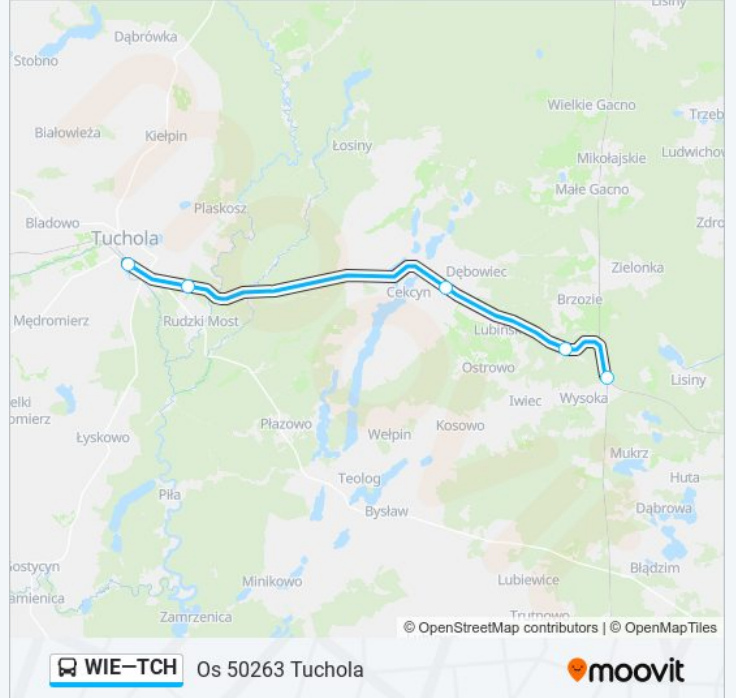 Lisiny
Dąbrówka
Stobno
Wielkie Gacno
Trzeb
Białowieża
Kiełpin
Łosiny
Mikołajskie
Ludwichow
Małe Gacno
Plaskosz
Bladowo
Zdro
Tuchola
Zielonka
Dębowiec
Cekcyn
Brzozie
Mędromierz
Rudzki Most
Lubińsk
Ostrowo
Lisiny
elki
omierz
Iwiec
Wysoka
Płazowo
Kosowo
Łyskowo
Wełpin
Mukrz
Teolog
Huta
Piła
Bysław
Dąbrowa
ostycyn
Błądzim
amienica
Minikowo
Lubiewice
Zamrzenica
Trutnowo
© OpenStreetMap contributors | © OpenMapTiles
WIE—TCH Os 50263 Tuchola
moovit